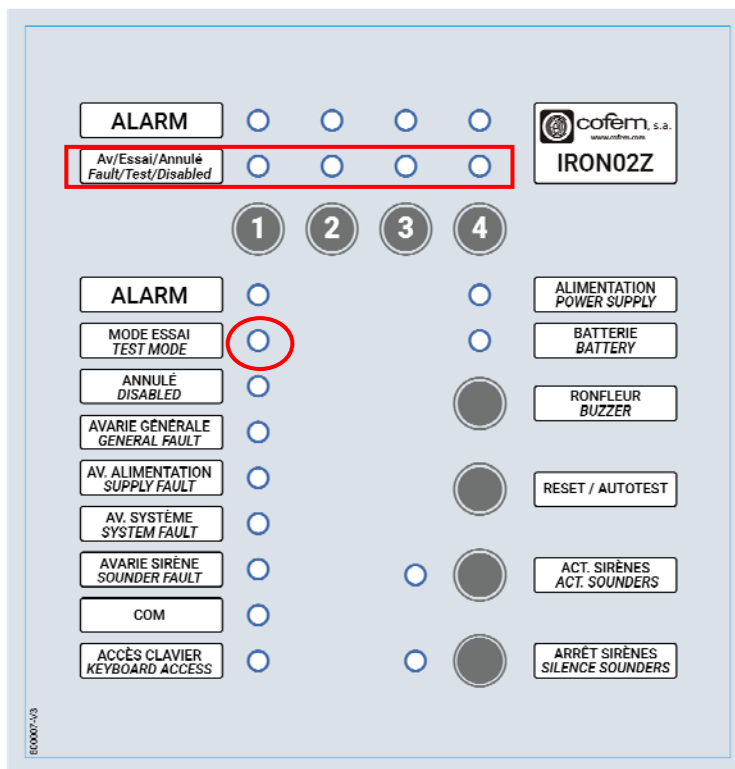 ALARM
cofem, s.a.
www.cofem.com
Av/Essai/Annulé
Fault/Test/Disabled
IRON02Z
1 2 3 4
ALARM
ALIMENTATION
POWER SUPPLY
MODE ESSAI
TEST MODE
BATTERIE
BATTERY
ANNULÉ
DISABLED
RONFLEUR
BUZZER
AVARIE GÉNÉRALE
GENERAL FAULT
AV. ALIMENTATION
SUPPLY FAULT
RESET / AUTOTEST
AV. SYSTÈME
SYSTEM FAULT
AVARIE SIRÈNE
SOUNDER FAULT
ACT. SIRÈNES
ACT. SOUNDERS
COM
ACCÈS CLAVIER
KEYBOARD ACCESS
ARRÊT SIRÈNES
SILENCE SOUNDERS
SD0007-V3